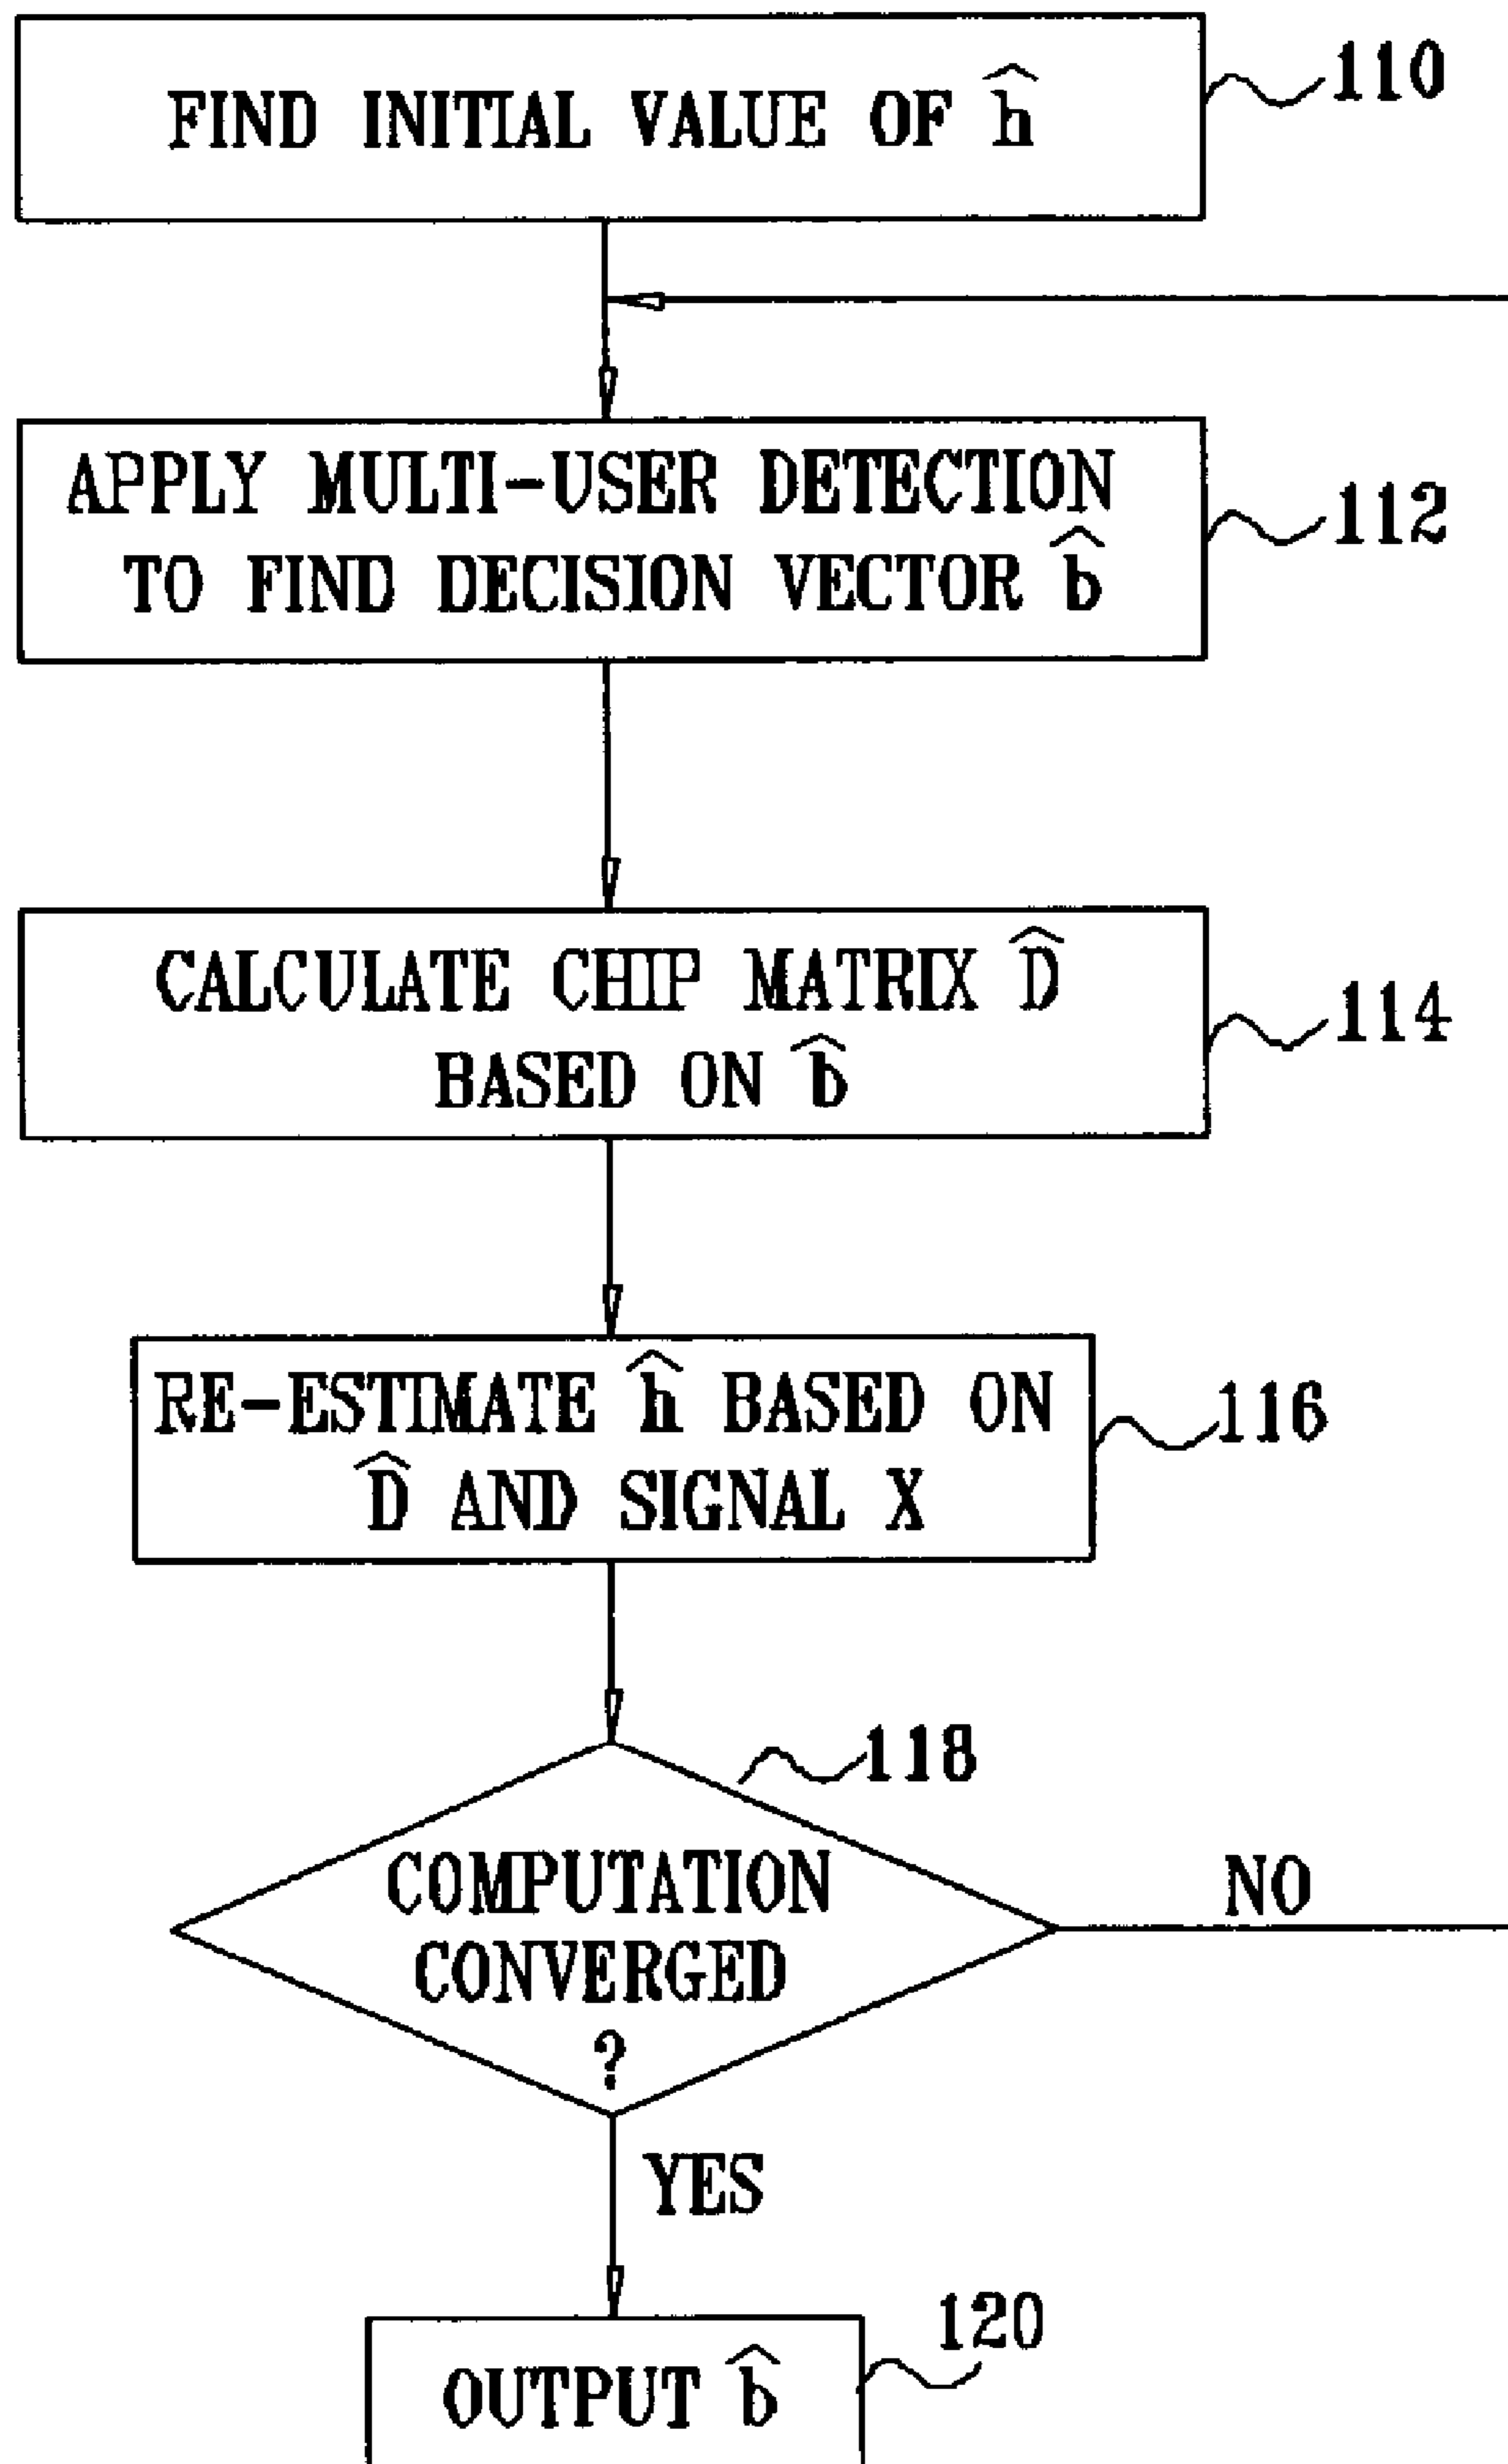 FIND INITIAL VALUE OF ĥ
110
APPLY MULTI-USER DETECTION
TO FIND DECISION VECTOR b̂
112
CALCULATE CHIP MATRIX D̂
BASED ON b̂
114
RE-ESTIMATE ĥ BASED ON
D̂ AND SIGNAL X
116
118
COMPUTATION
CONVERGED
?
NO
YES
OUTPUT b̂
120